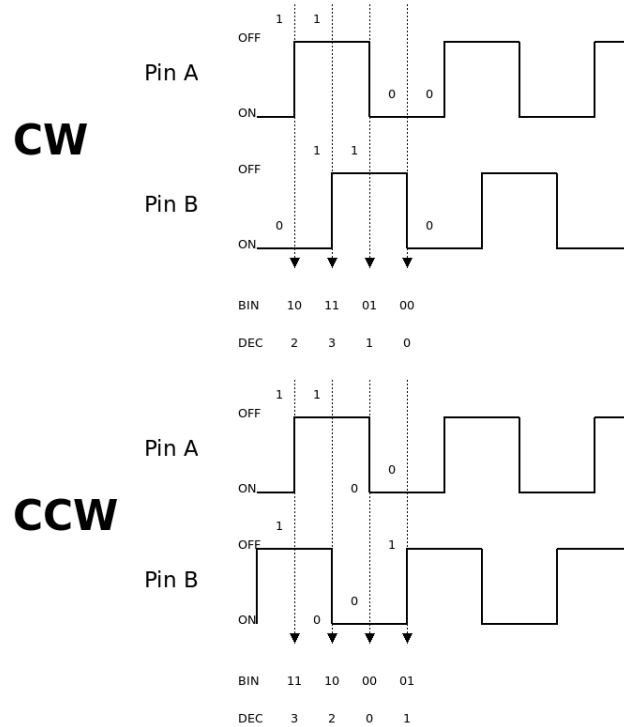 1 1
OFF
Pin A
0 0
ON
CW
1 1
OFF
Pin B
0 0
ON
BIN 10 11 01 00
DEC 2 3 1 0
1 1
OFF
Pin A
0
ON 0
CCW
1
OFF 1
Pin B
0
ON 0
BIN 11 10 00 01
DEC 3 2 0 1